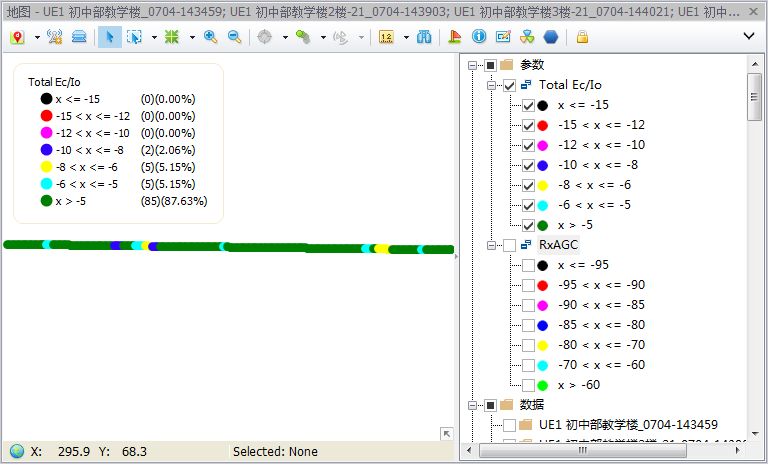 地图 - UE1 初中部教学楼_0704-143459; UE1 初中部教学楼2楼-21_0704-143903; UE1 初中部教学楼3楼-21_0704-144021; UE1 初中...
Total Ec/Io
x <= -15 (0)(0.00%)
-15 < x <= -12 (0)(0.00%)
-12 < x <= -10 (0)(0.00%)
-10 < x <= -8 (2)(2.06%)
-8 < x <= -6 (5)(5.15%)
-6 < x <= -5 (5)(5.15%)
x > -5 (85)(87.63%)
参数
Total Ec/Io
x <= -15
-15 < x <= -12
-12 < x <= -10
-10 < x <= -8
-8 < x <= -6
-6 < x <= -5
x > -5
RxAGC
x <= -95
-95 < x <= -90
-90 < x <= -85
-85 < x <= -80
-80 < x <= -70
-70 < x <= -60
x > -60
数据
UE1 初中部教学楼_0704-143459
X: 295.9 Y: 68.3 Selected: None